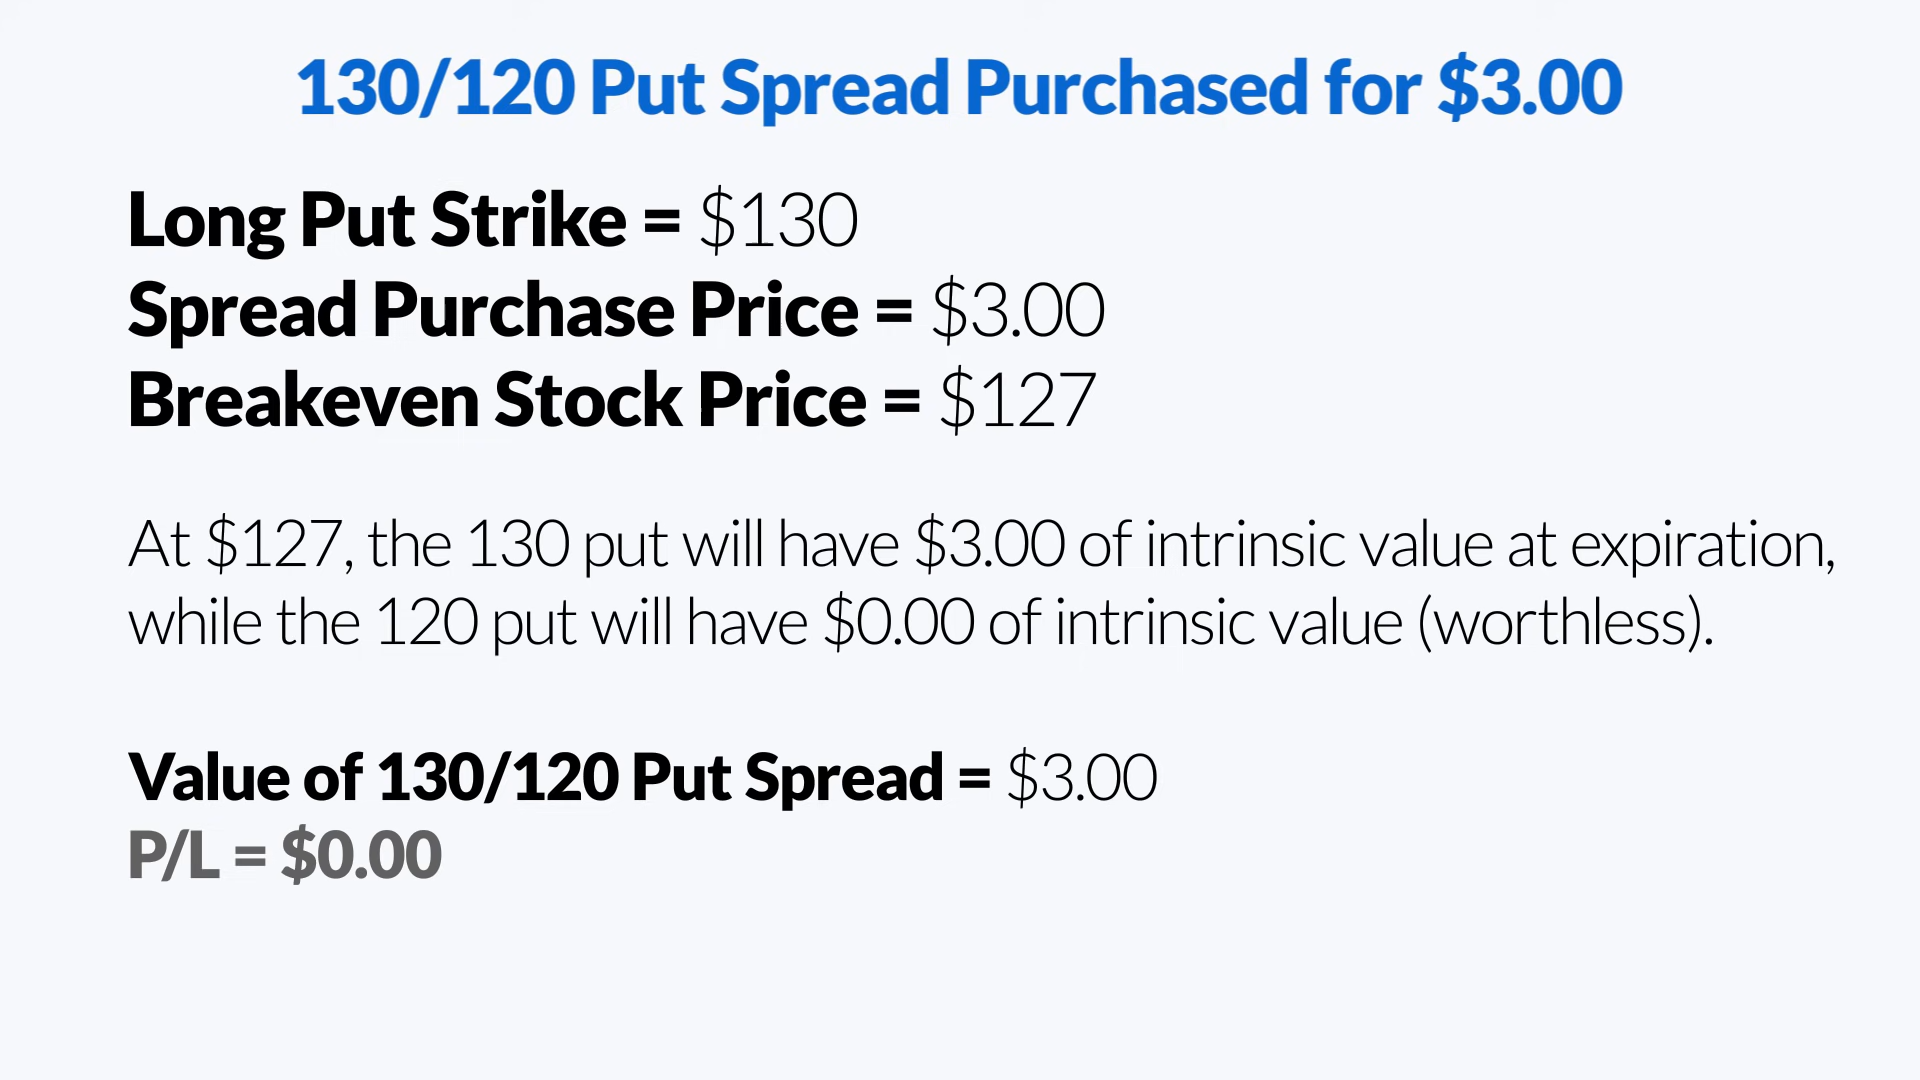 130/120 Put Spread Purchased for $3.00
Long Put Strike = $130
Spread Purchase Price = $3.00
Breakeven Stock Price = $127
At $127, the 130 put will have $3.00 of intrinsic value at expiration,
while the 120 put will have $0.00 of intrinsic value (worthless).
Value of 130/120 Put Spread = $3.00
P/L = $0.00